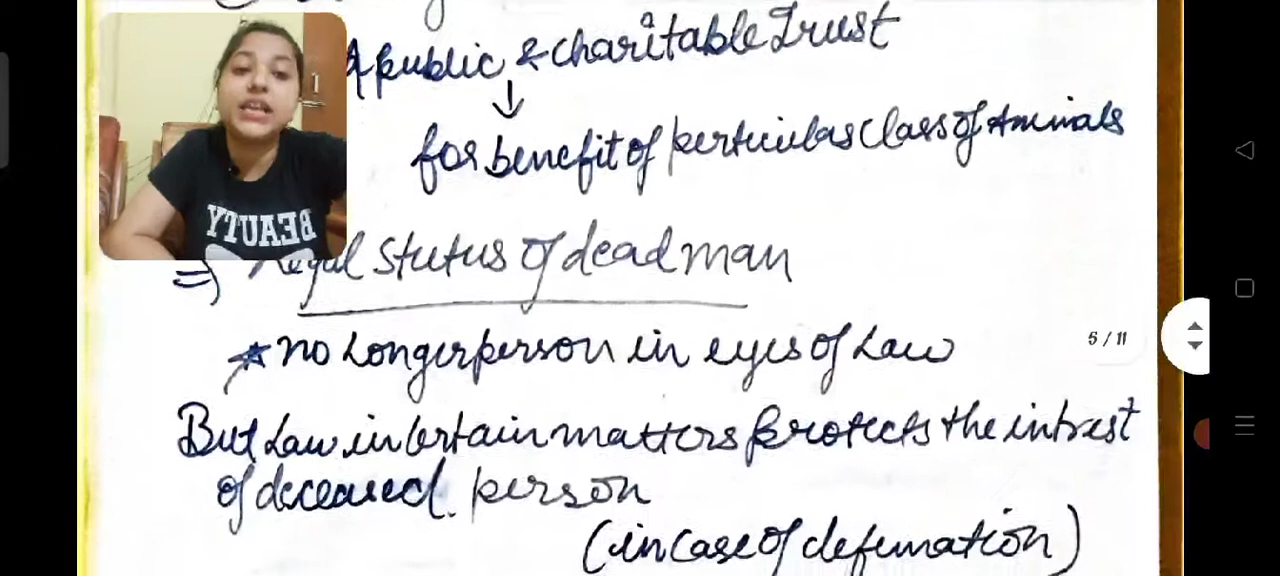 A public & charitable Trust
for benefit of perticular class of Animals
BEAUTY
=> Legal status of dead man
* no longer person in eyes of Law
5 / 11
But Law in certain matters protects the intrest
of deceased person
(in case of defemation)